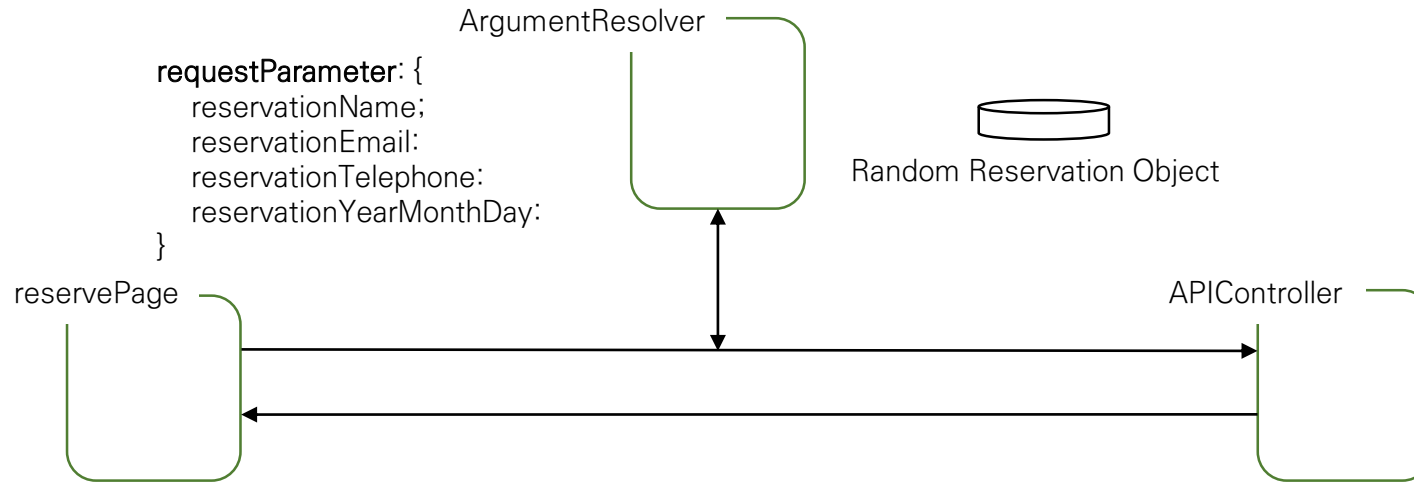 ArgumentResolver
requestParameter: {
reservationName;
reservationEmail:
reservationTelephone:
reservationYearMonthDay:
}
Random Reservation Object
reservePage
APIController